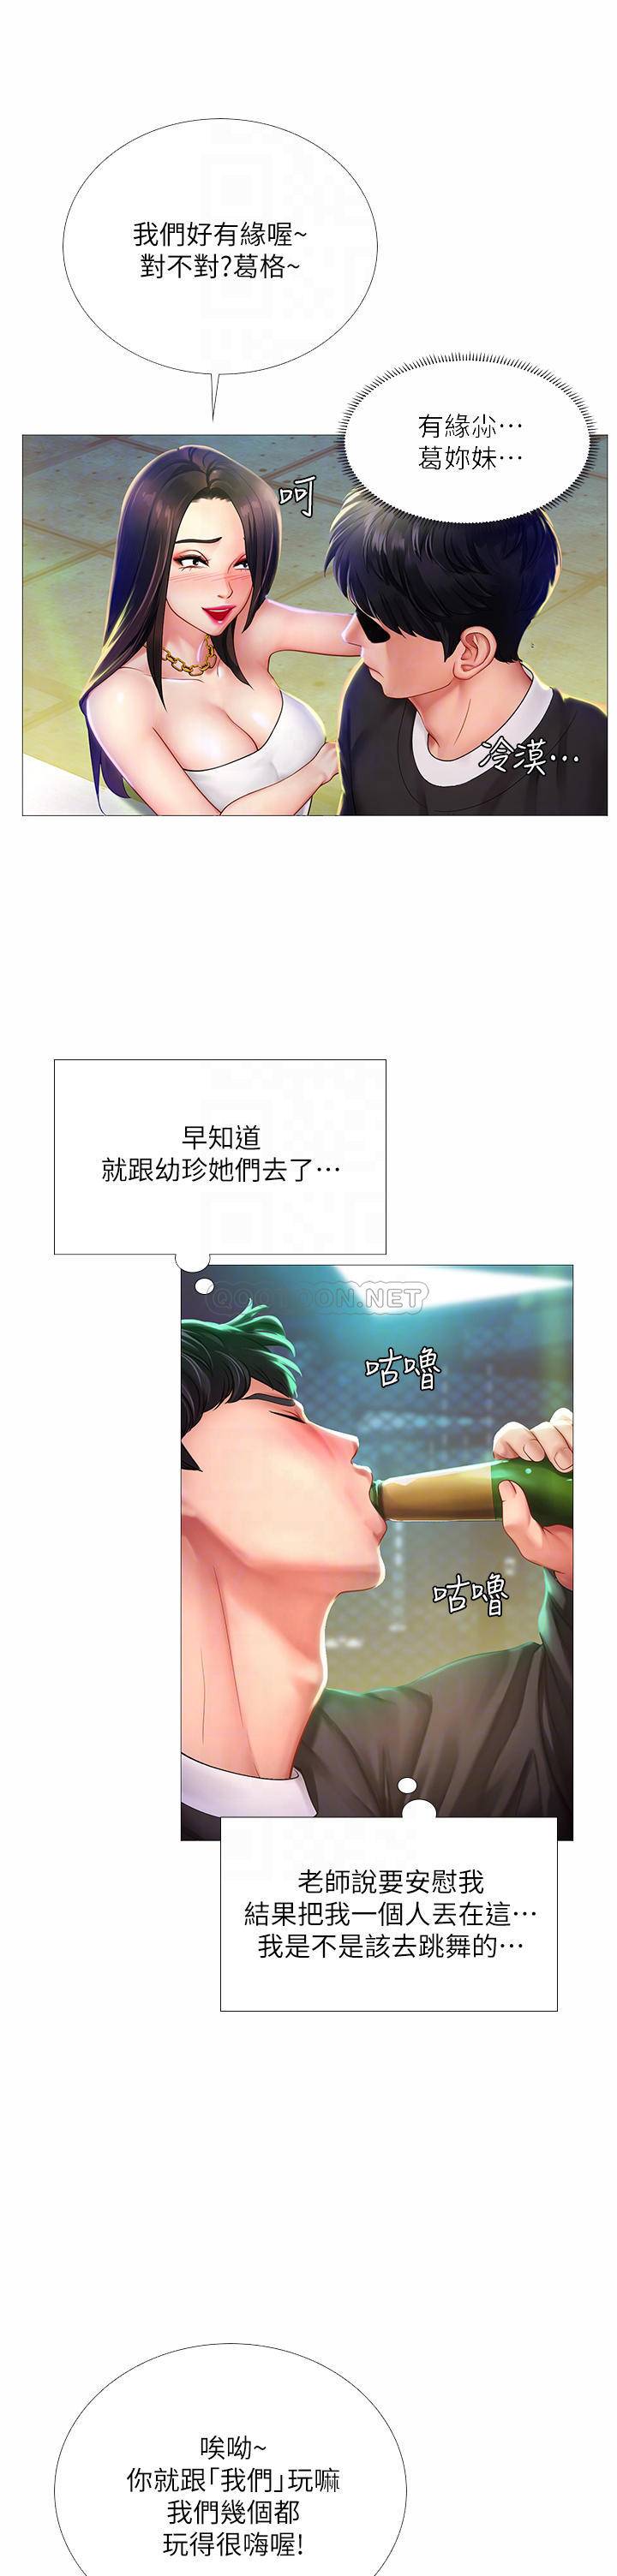 我們好有緣喔~
對不對?葛格~
有緣尛⋯
葛妳妹⋯
呵
冷漠⋯
早知道
就跟幼珍她們去了⋯
TOON.NET
咕嚕
咕嚕
老師說要安慰我
結果把我一個人丟在這⋯
我是不是該去跳舞的⋯
唉呦~
你就跟「我們」玩嘛
我們幾個都
玩得很嗨喔!